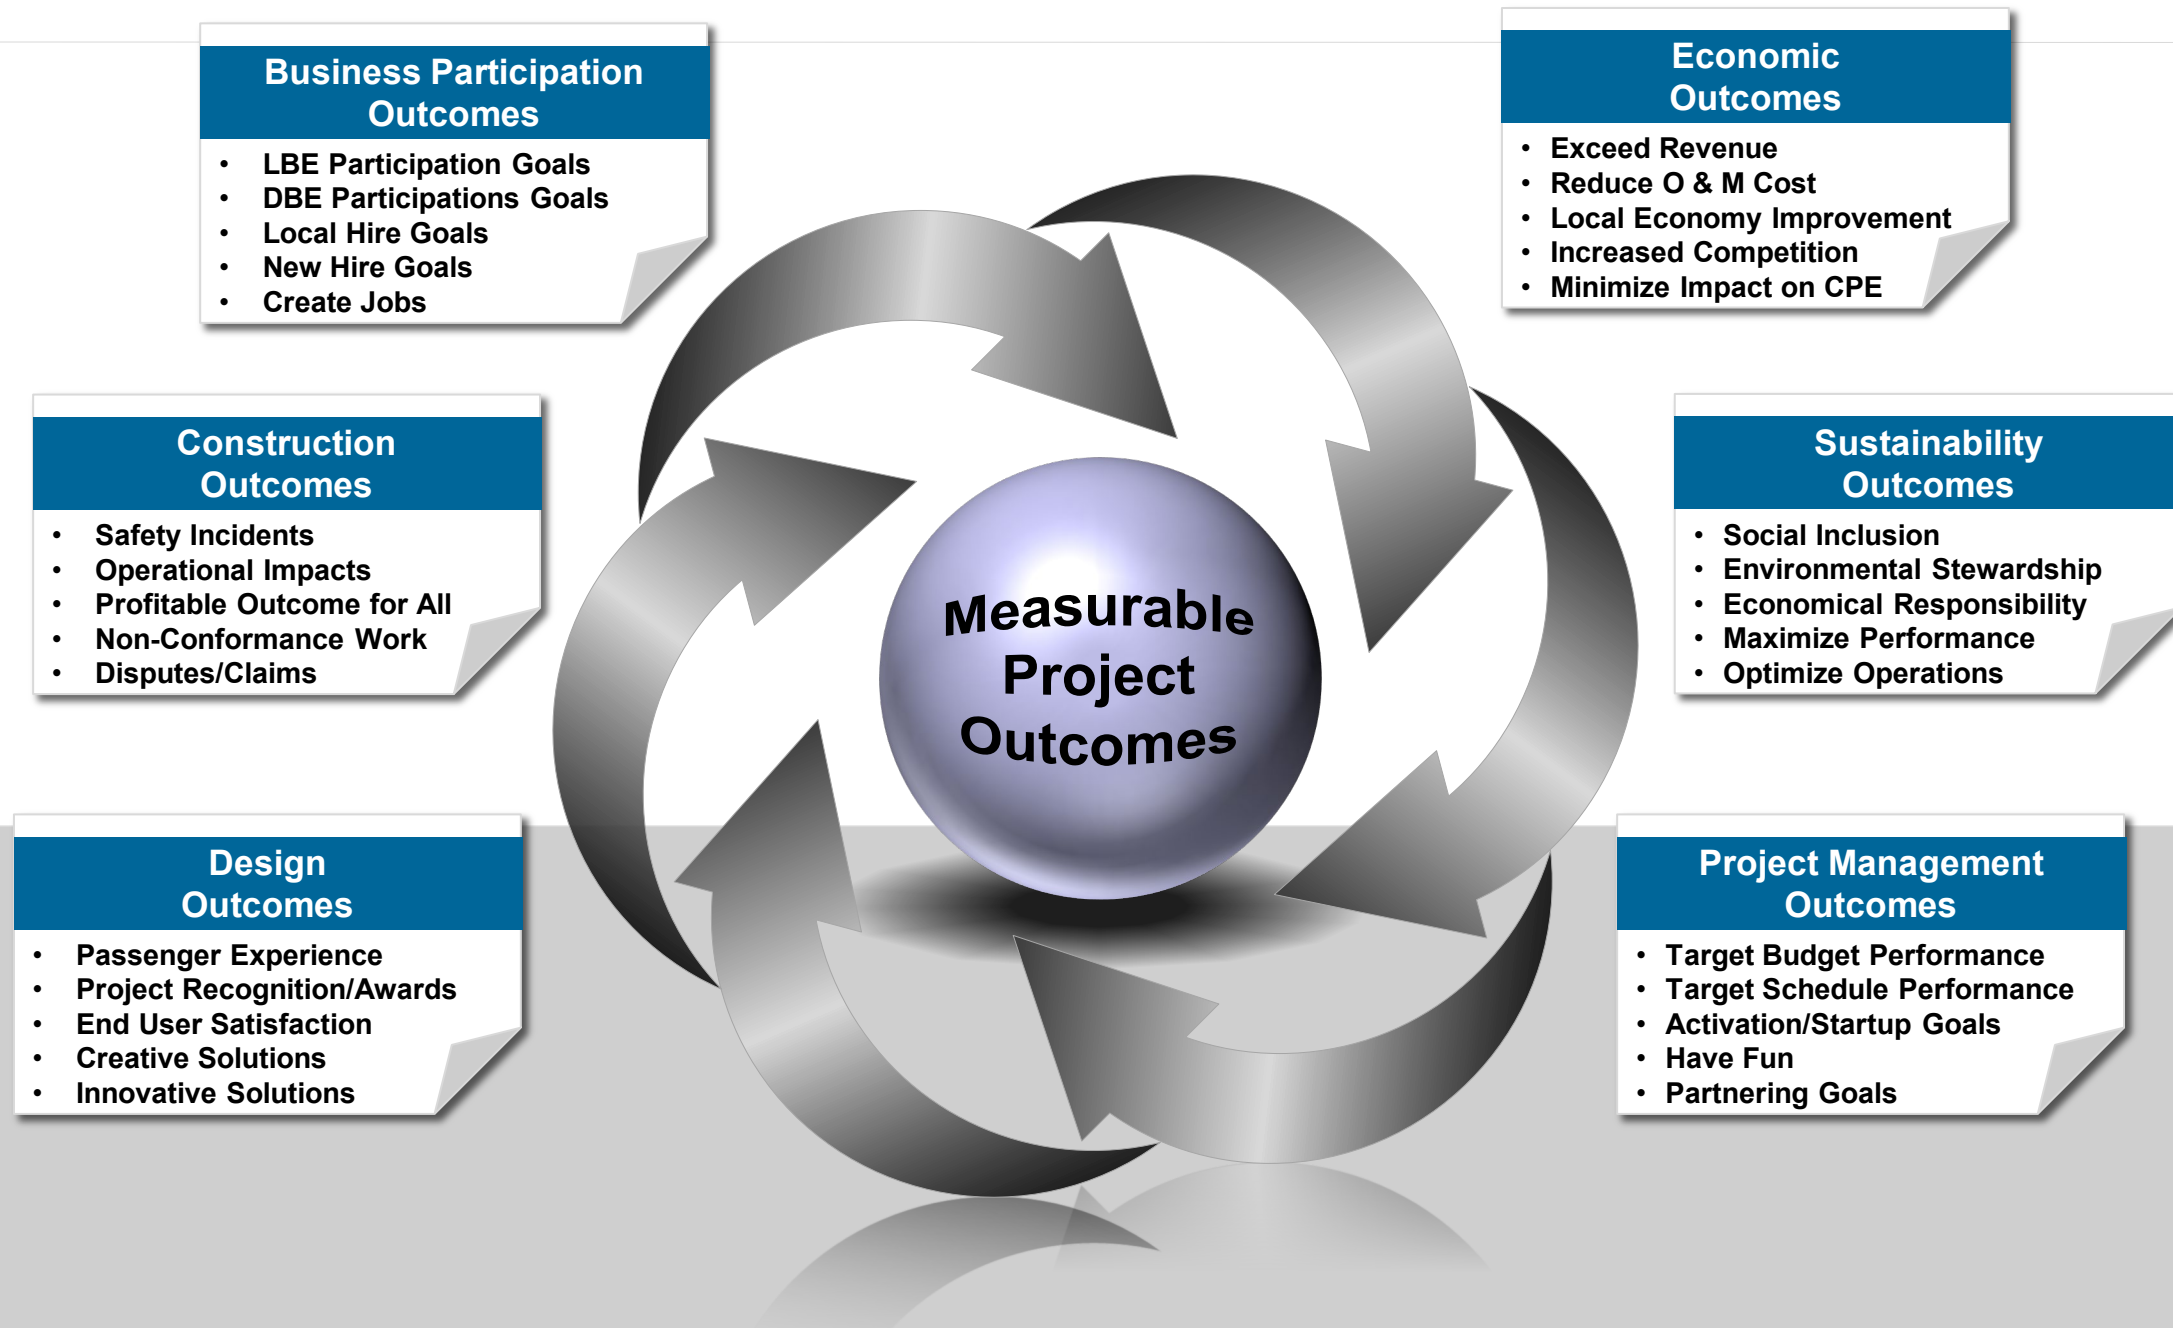 Business Participation
Outcomes
• LBE Participation Goals
• DBE Participations Goals
• Local Hire Goals
• New Hire Goals
• Create Jobs
Economic
Outcomes
• Exceed Revenue
• Reduce O & M Cost
• Local Economy Improvement
• Increased Competition
• Minimize Impact on CPE
Construction
Outcomes
• Safety Incidents
• Operational Impacts
• Profitable Outcome for All
• Non-Conformance Work
• Disputes/Claims
Measurable
Project
Outcomes
Sustainability
Outcomes
• Social Inclusion
• Environmental Stewardship
• Economical Responsibility
• Maximize Performance
• Optimize Operations
Design
Outcomes
• Passenger Experience
• Project Recognition/Awards
• End User Satisfaction
• Creative Solutions
• Innovative Solutions
Project Management
Outcomes
• Target Budget Performance
• Target Schedule Performance
• Activation/Startup Goals
• Have Fun
• Partnering Goals